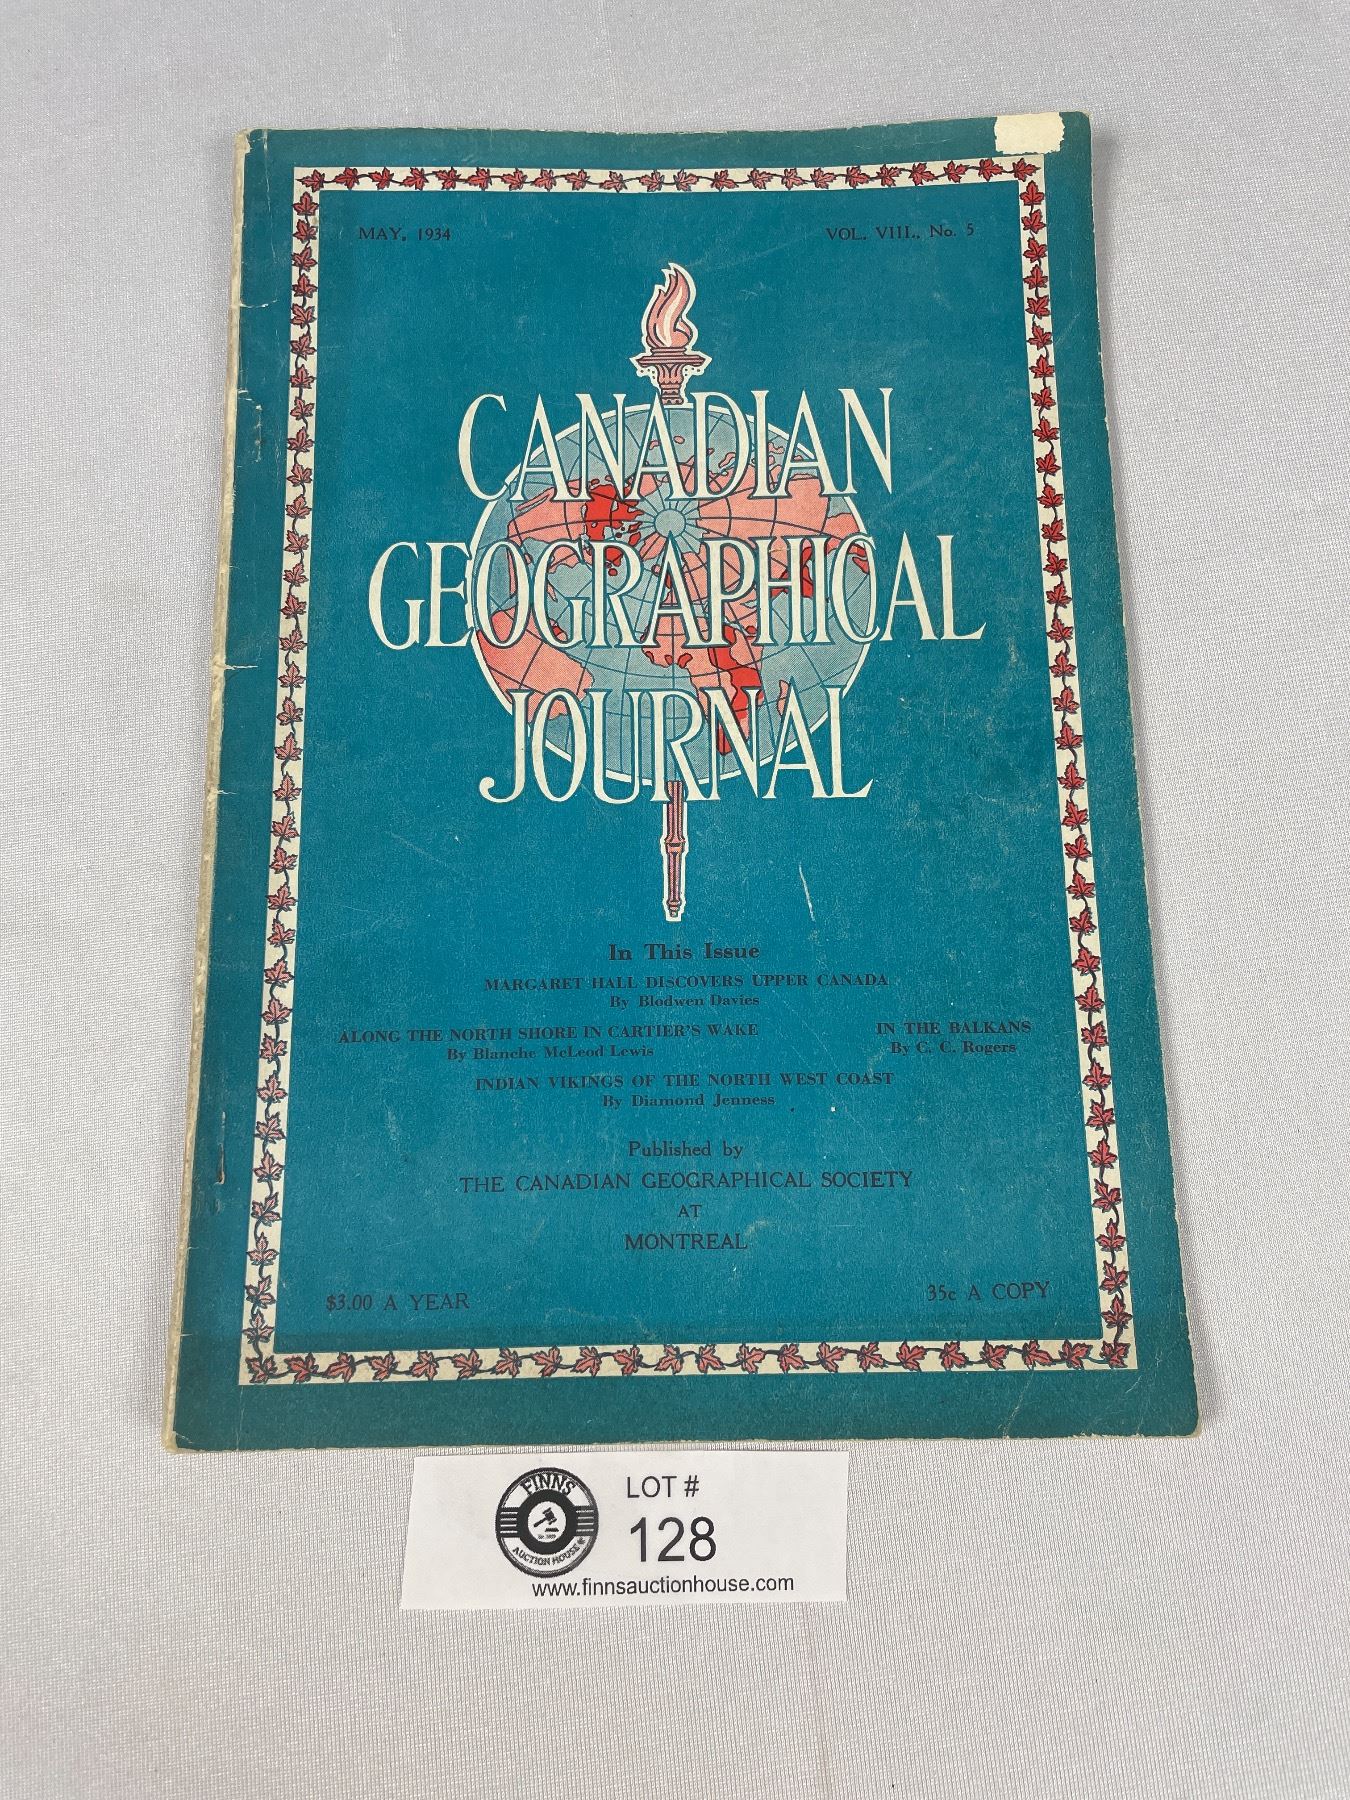 MAY, 1934
VOL. VIII., No. 5
CANADIAN
GEOGRAPHICAL
JOURNAL
In This Issue
MARGARET HALL DISCOVERS UPPER CANADA
By Blodwen Davies
ALONG THE NORTH SHORE IN CARTIER'S WAKE
By Blanche McLeod Lewis
IN THE BALKANS
By C. C. Rogers
INDIAN VIKINGS OF THE NORTH WEST COAST
By Diamond Jenness
Published by
THE CANADIAN GEOGRAPHICAL SOCIETY
AT
MONTREAL
$3.00 A YEAR
35c A COPY
FINNS
AUCTION HOUSE
LOT #
128
www.finnsauctionhouse.com